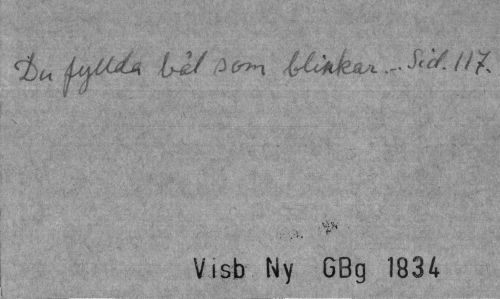 Du fyllda bål som blinkar... Sid. 117.
Visb Ny GBg 1834